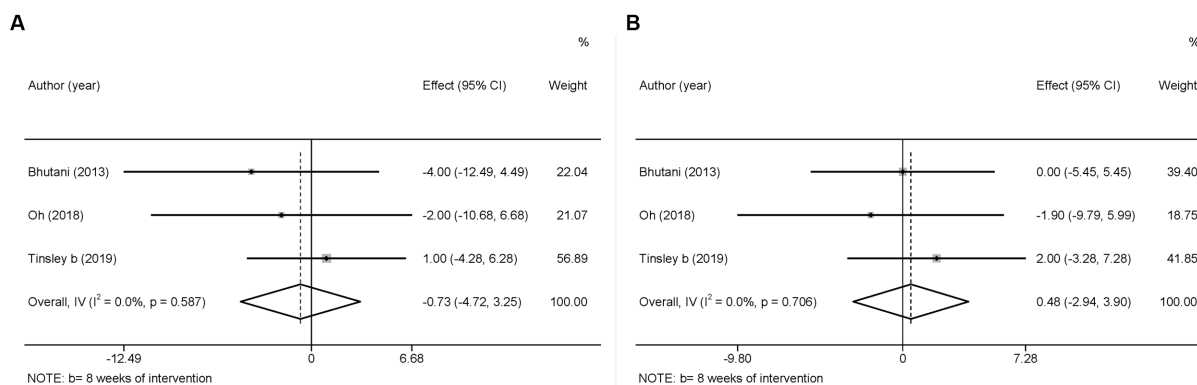 A
%
Author (year) Effect (95% CI) Weight
Bhutani (2013) -4.00 (-12.49, 4.49) 22.04
Oh (2018) -2.00 (-10.68, 6.68) 21.07
Tinsley b (2019) 1.00 (-4.28, 6.28) 56.89
Overall, IV (I² = 0.0%, p = 0.587) -0.73 (-4.72, 3.25) 100.00
-12.49 0 6.68
NOTE: b= 8 weeks of intervention
B
%
Author (year) Effect (95% CI) Weight
Bhutani (2013) 0.00 (-5.45, 5.45) 39.40
Oh (2018) -1.90 (-9.79, 5.99) 18.75
Tinsley b (2019) 2.00 (-3.28, 7.28) 41.85
Overall, IV (I² = 0.0%, p = 0.706) 0.48 (-2.94, 3.90) 100.00
-9.80 0 7.28
NOTE: b= 8 weeks of intervention